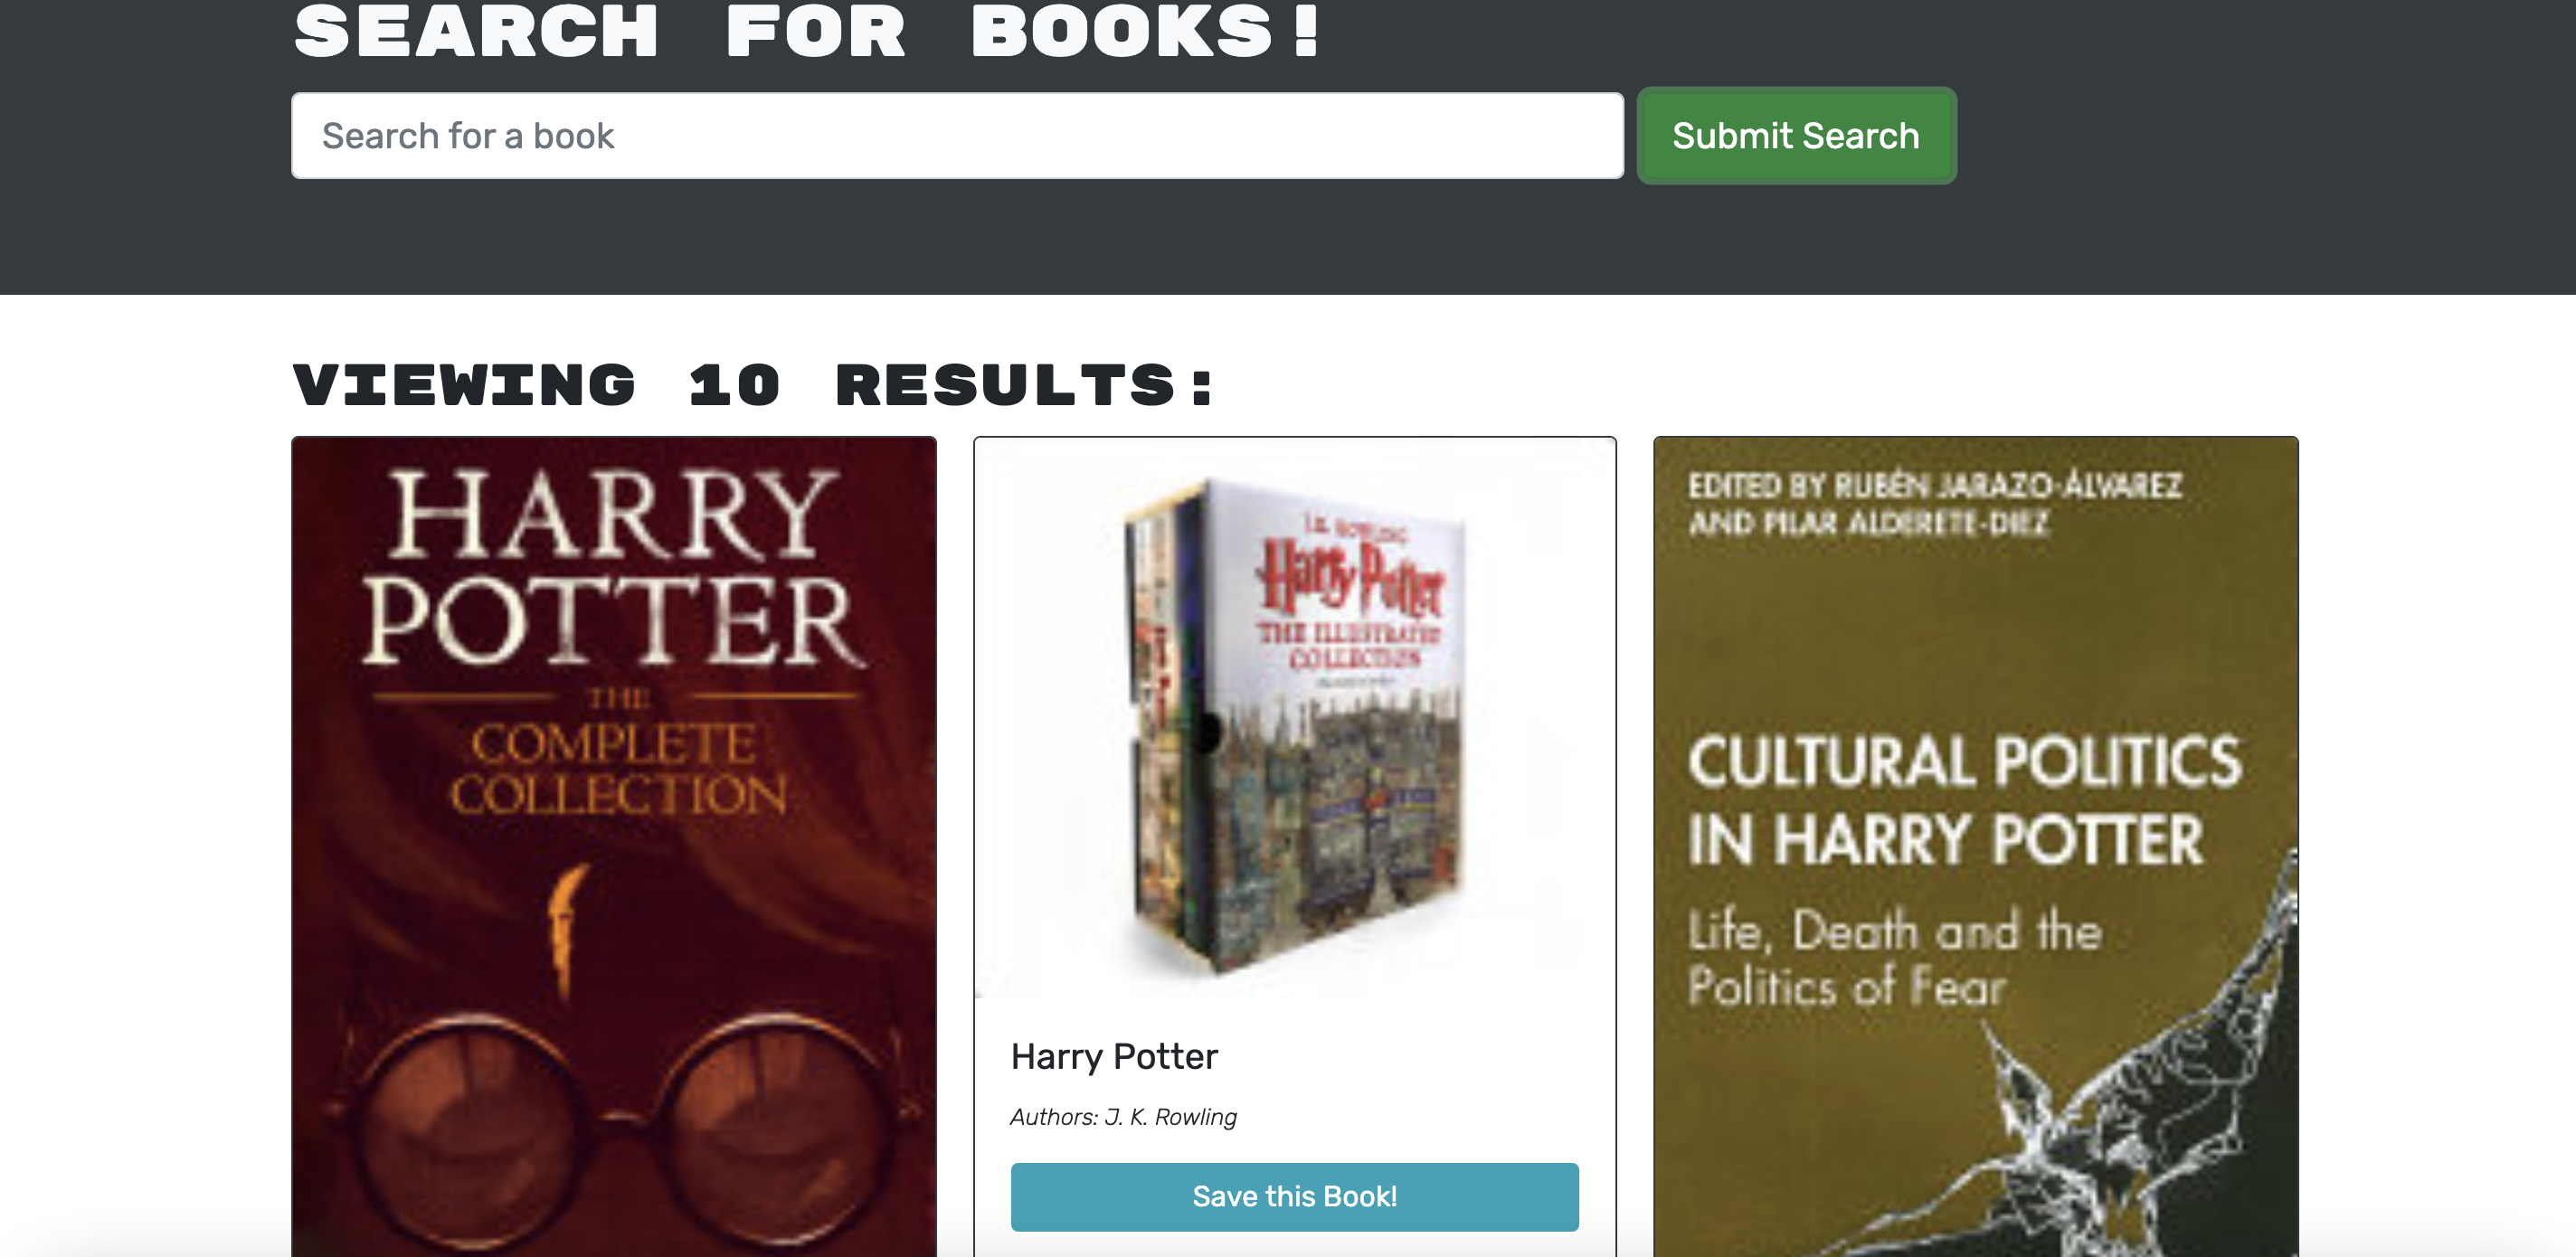 SEARCH FOR BOOKS!
Search for a book
Submit Search
VIEWING 10 RESULTS:
HARRY
POTTER
THE
COMPLETE
COLLECTION
J.K. ROWLING
Harry Potter
THE ILLUSTRATED
COLLECTION
Harry Potter
Authors: J. K. Rowling
Save this Book!
EDITED BY RUBÉN JARAZO-ÁLVAREZ
AND PILAR ALDERETE-DIEZ
CULTURAL POLITICS
IN HARRY POTTER
Life, Death and the
Politics of Fear